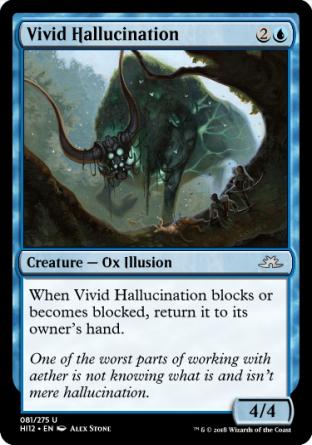 Vivid Hallucination 2
Creature — Ox Illusion
When Vivid Hallucination blocks or
becomes blocked, return it to its
owner's hand.
One of the worst parts of working with
aether is not knowing what is and isn't
mere hallucination.
4/4
081/275 U
HI12 • EN Alex Stone
™ & © 2018 Wizards of the Coast